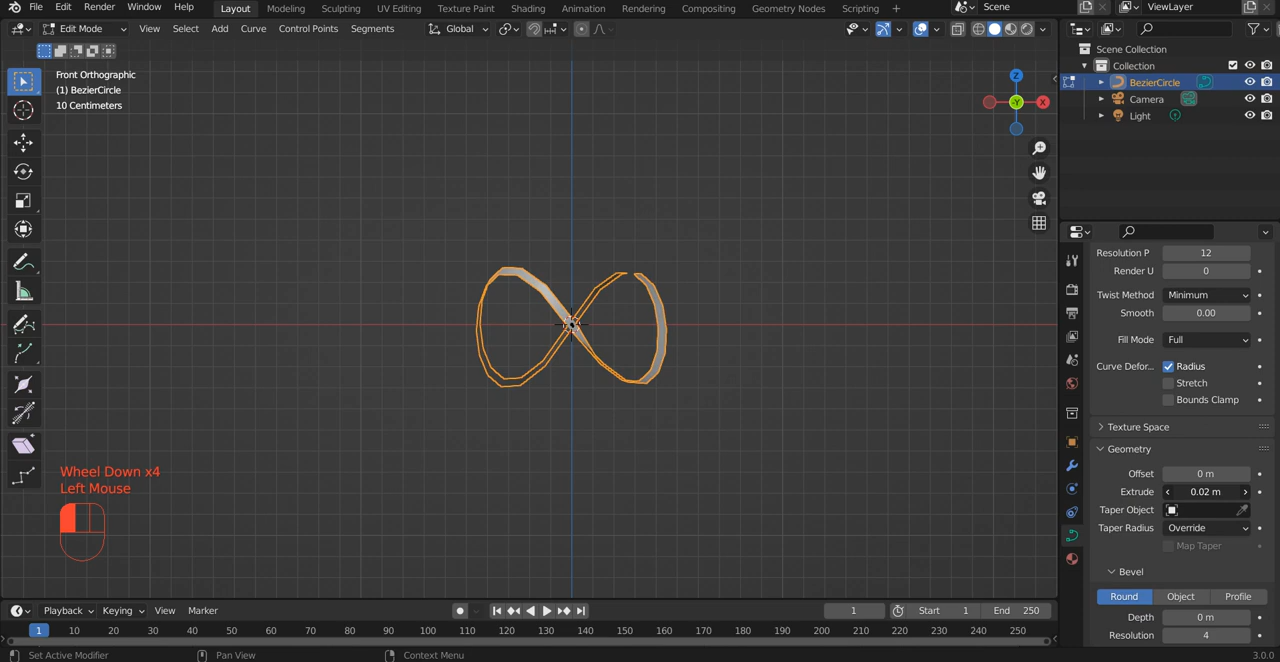 File Edit Render Window Help Layout Modeling Sculpting UV Editing Texture Paint Shading Animation Rendering Compositing Geometry Nodes Scripting + Scene ViewLayer
Edit Mode View Select Add Curve Control Points Segments Global
Scene Collection
Collection
BezierCircle
Camera
Light
Front Orthographic
(1) BezierCircle
10 Centimeters
Z
-Y
X
Resolution P 12
Render U 0
Twist Method Minimum
Smooth 0.00
Fill Mode Full
Curve Defor... Radius
Stretch
Bounds Clamp
Texture Space
Geometry
Offset 0 m
Extrude 0.02 m
Taper Object
Taper Radius Override
Map Taper
Bevel
Round Object Profile
Depth 0 m
Resolution 4
Wheel Down x4
Left Mouse
Playback Keying View Marker 1 Start 1 End 250
1 10 20 30 40 50 60 70 80 90 100 110 120 130 140 150 160 170 180 190 200 210 220 230 240 250
Set Active Modifier Pan View Context Menu 3.0.0